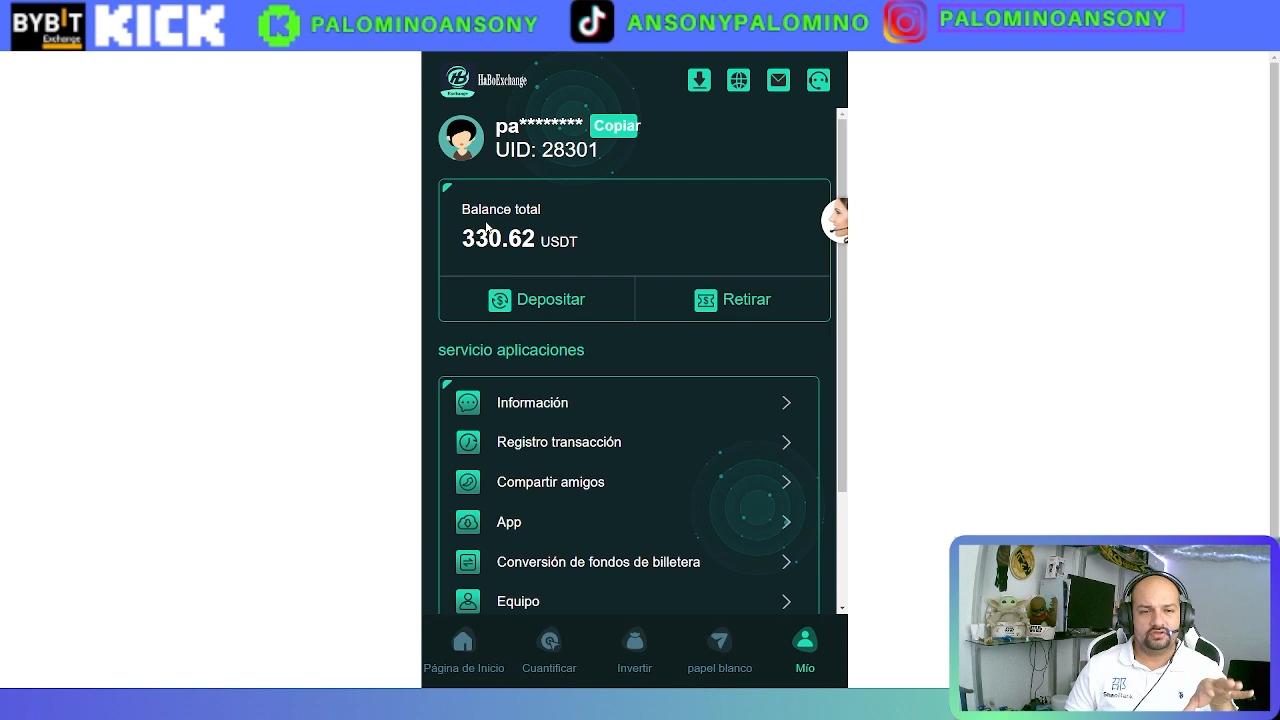 BYBIT
Exchange
KICK
PALOMINOANSONY
ANSONYPALOMINO
PALOMINOANSONY
HB
Exchange
HaBoExchange
pa********
Copiar
UID: 28301
Balance total
330.62 USDT
Depositar
Retirar
servicio aplicaciones
Información
Registro transacción
Compartir amigos
App
Conversión de fondos de billetera
Equipo
Página de Inicio
Cuantificar
Invertir
papel blanco
Mío